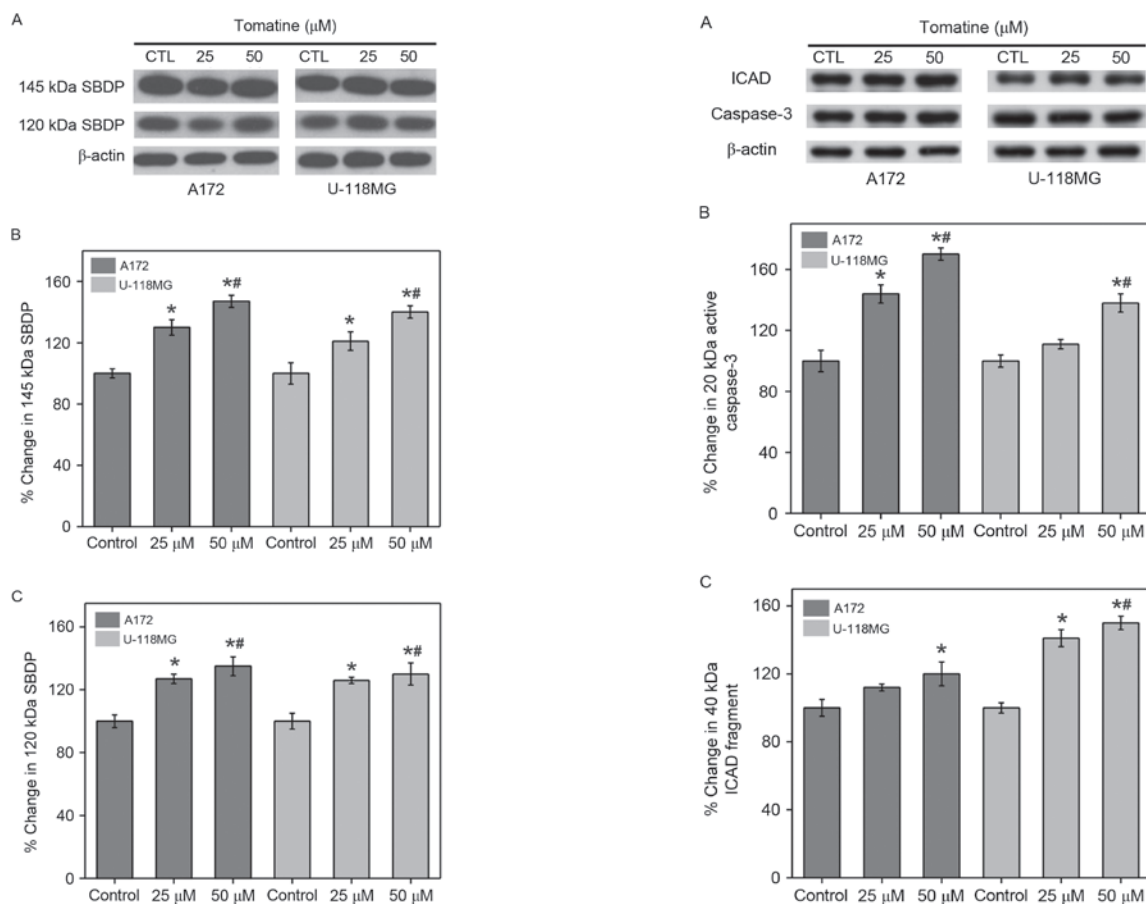 A
Tomatine (μM)
CTL 25 50 CTL 25 50
145 kDa SBDP
120 kDa SBDP
β-actin
A172 U-118MG
B
A172
U-118MG
% Change in 145 kDa SBDP
160
120
80
40
0
* *# * *#
Control 25 μM 50 μM Control 25 μM 50 μM
C
A172
U-118MG
% Change in 120 kDa SBDP
160
120
80
40
0
* *# * *#
Control 25 μM 50 μM Control 25 μM 50 μM
A
Tomatine (μM)
CTL 25 50 CTL 25 50
ICAD
Caspase-3
β-actin
A172 U-118MG
B
A172
U-118MG
% Change in 20 kDa active
caspase-3
160
120
80
40
0
* *# *#
Control 25 μM 50 μM Control 25 μM 50 μM
C
A172
U-118MG
% Change in 40 kDa
ICAD fragment
160
120
80
40
0
* * *#
Control 25 μM 50 μM Control 25 μM 50 μM